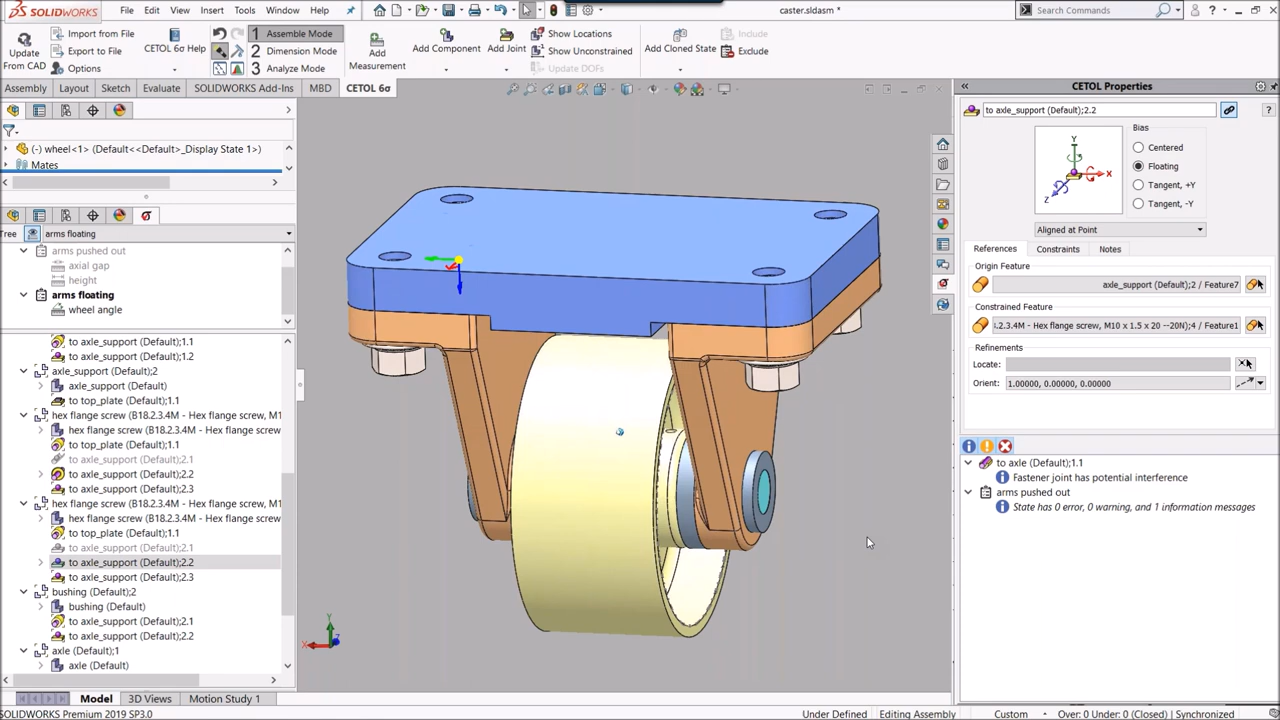 SOLIDWORKS File Edit View Insert Tools Window Help caster.sldasm * Search Commands
Update From CAD
Import from File
Export to File
Options
CETOL 6σ Help
1 Assemble Mode
2 Dimension Mode
3 Analyze Mode
Add Measurement
Add Component
Add Joint
Show Locations
Show Unconstrained
Update DOFs
Add Cloned State
Include
Exclude
Assembly Layout Sketch Evaluate SOLIDWORKS Add-Ins MBD CETOL 6σ
(-) wheel<1> (Default<<Default>_Display State 1>)
Mates
Tree arms floating
arms pushed out
axial gap
height
arms floating
wheel angle
to axle_support (Default);1.1
to axle_support (Default);1.2
axle_support (Default);2
axle_support (Default)
to top_plate (Default);1.1
hex flange screw (B18.2.3.4M - Hex flange screw, M1
hex flange screw (B18.2.3.4M - Hex flange screw,
to top_plate (Default);1.1
to axle_support (Default);2.1
to axle_support (Default);2.2
to axle_support (Default);2.3
hex flange screw (B18.2.3.4M - Hex flange screw, M1
hex flange screw (B18.2.3.4M - Hex flange screw,
to top_plate (Default);1.1
to axle_support (Default);2.1
to axle_support (Default);2.2
to axle_support (Default);2.3
bushing (Default);2
bushing (Default)
to axle_support (Default);2.1
to axle_support (Default);2.2
axle (Default);1
axle (Default)
Y
X
Z
CETOL Properties
to axle_support (Default);2.2
Y
X
Z
Bias
Centered
Floating
Tangent, +Y
Tangent, -Y
Aligned at Point
References Constraints Notes
Origin Feature
axle_support (Default);2 / Feature7
Constrained Feature
.2.3.4M - Hex flange screw, M10 x 1.5 x 20 --20N);4 / Feature1
Refinements
Locate:
Orient: 1.00000, 0.00000, 0.00000
to axle (Default);1.1
Fastener joint has potential interference
arms pushed out
State has 0 error, 0 warning, and 1 information messages
Model 3D Views Motion Study 1
SOLIDWORKS Premium 2019 SP3.0 Under Defined Editing Assembly Custom Over: 0 Under: 0 (Closed) | Synchronized